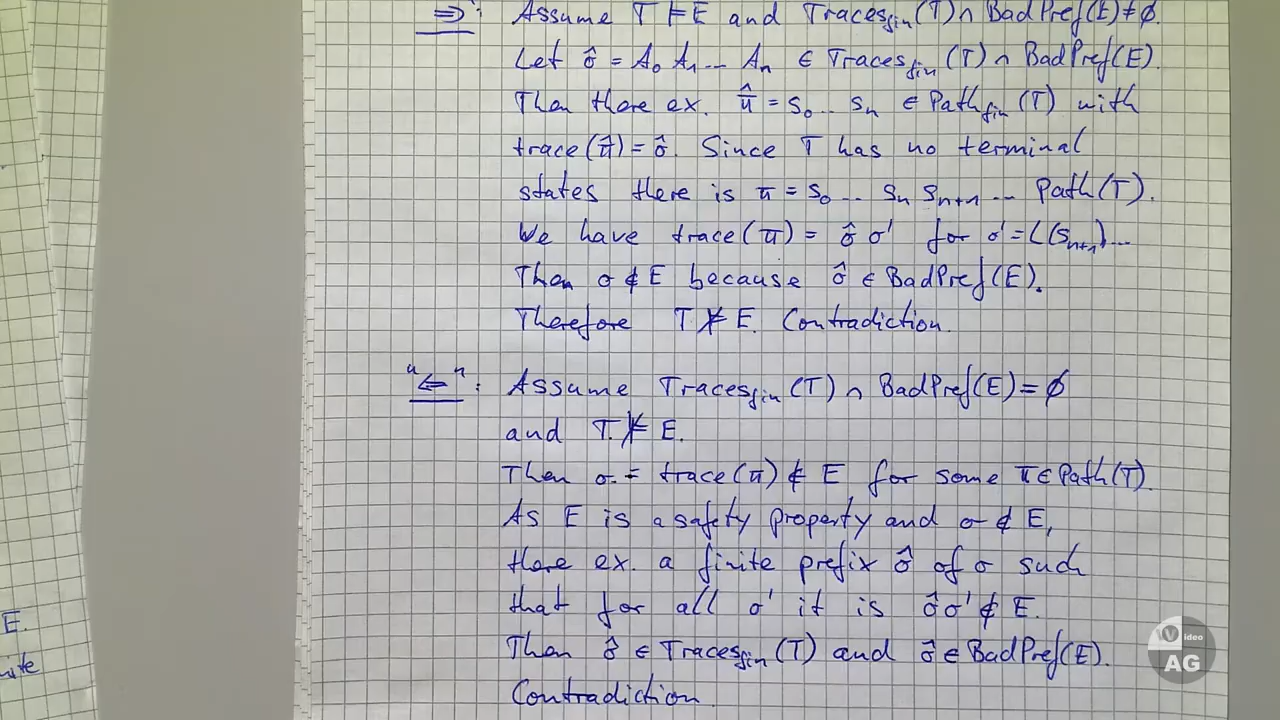 "⇒": Assume T ⊨ E and Traces_fin(T) ∩ BadPref(E) ≠ ∅.
Let σ̂ = A₀ A₁ ... Aₙ ∈ Traces_fin(T) ∩ BadPref(E).
Then there ex. π̂ = s₀ ... sₙ ∈ Path_fin(T) with
trace(π̂) = σ̂. Since T has no terminal
states there is π = s₀ ... sₙ sₙ₊₁ ... Path(T).
We have trace(π) = σ̂σ' for σ' = L(sₙ₊₁)...
Then σ ∉ E because σ̂ ∈ BadPref(E).
Therefore T ⊭ E. Contradiction.
"⇐": Assume Traces_fin(T) ∩ BadPref(E) = ∅
and T ⊭ E.
Then σ = trace(π) ∉ E for some π ∈ Path(T).
As E is a safety property and σ ∉ E,
there ex. a finite prefix σ̂ of σ such
that for all σ' it is σ̂σ' ∉ E.
Then σ̂ ∈ Traces_fin(T) and σ̂ ∈ BadPref(E).
Contradiction.
E.
Video AG